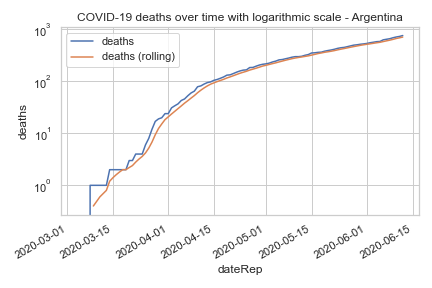 COVID-19 deaths over time with logarithmic scale - Argentina
deaths
deaths (rolling)
deaths
10³
10²
10¹
10⁰
2020-03-01
2020-03-15
2020-04-01
2020-04-15
2020-05-01
2020-05-15
2020-06-01
2020-06-15
dateRep